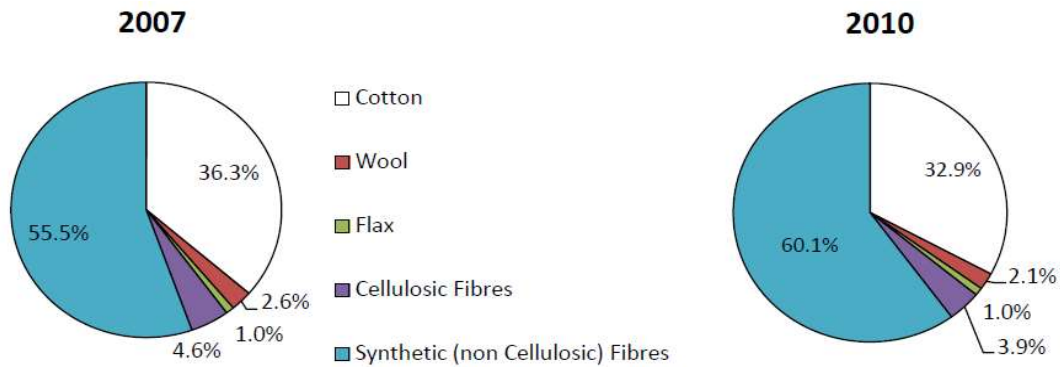 2007
36.3%
55.5%
2.6%
1.0%
4.6%
Cotton
Wool
Flax
Cellulosic Fibres
Synthetic (non Cellulosic) Fibres
2010
32.9%
60.1%
2.1%
1.0%
3.9%